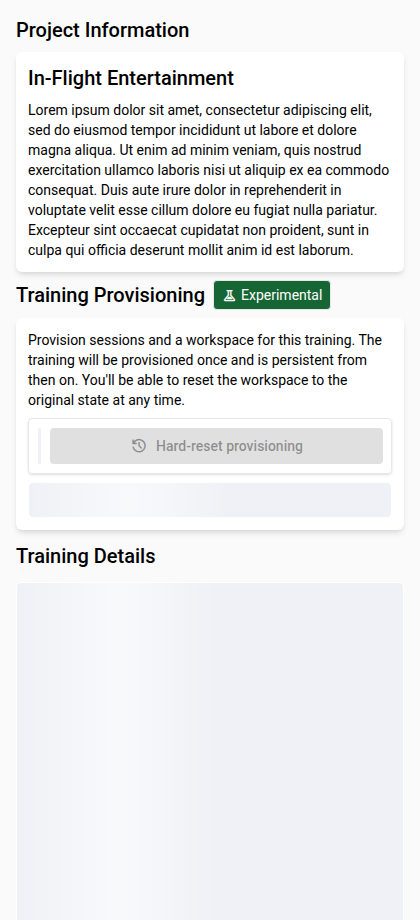 Project Information
In-Flight Entertainment
Lorem ipsum dolor sit amet, consectetur adipiscing elit,
sed do eiusmod tempor incididunt ut labore et dolore
magna aliqua. Ut enim ad minim veniam, quis nostrud
exercitation ullamco laboris nisi ut aliquip ex ea commodo
consequat. Duis aute irure dolor in reprehenderit in
voluptate velit esse cillum dolore eu fugiat nulla pariatur.
Excepteur sint occaecat cupidatat non proident, sunt in
culpa qui officia deserunt mollit anim id est laborum.
Training Provisioning Experimental
Provision sessions and a workspace for this training. The
training will be provisioned once and is persistent from
then on. You'll be able to reset the workspace to the
original state at any time.
Hard-reset provisioning
Training Details